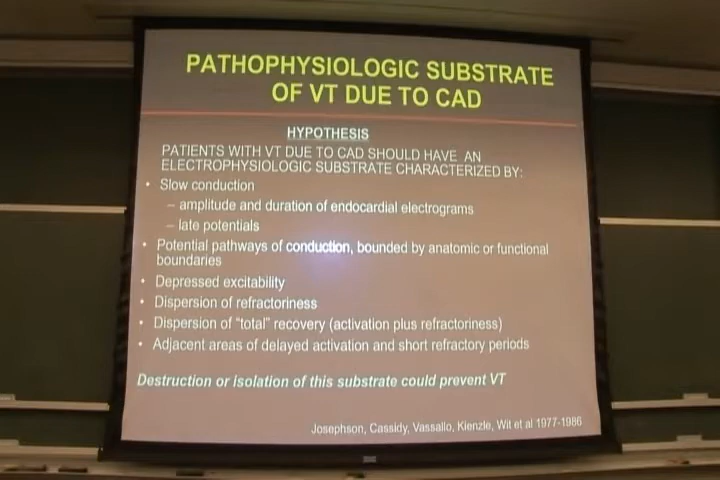 PATHOPHYSIOLOGIC SUBSTRATE
OF VT DUE TO CAD
HYPOTHESIS
PATIENTS WITH VT DUE TO CAD SHOULD HAVE AN
ELECTROPHYSIOLOGIC SUBSTRATE CHARACTERIZED BY:
• Slow conduction
– amplitude and duration of endocardial electrograms
– late potentials
• Potential pathways of conduction, bounded by anatomic or functional
boundaries
• Depressed excitability
• Dispersion of refractoriness
• Dispersion of "total" recovery (activation plus refractoriness)
• Adjacent areas of delayed activation and short refractory periods
Destruction or isolation of this substrate could prevent VT
Josephson, Cassidy, Vassallo, Kienzle, Wit et al 1977-1986